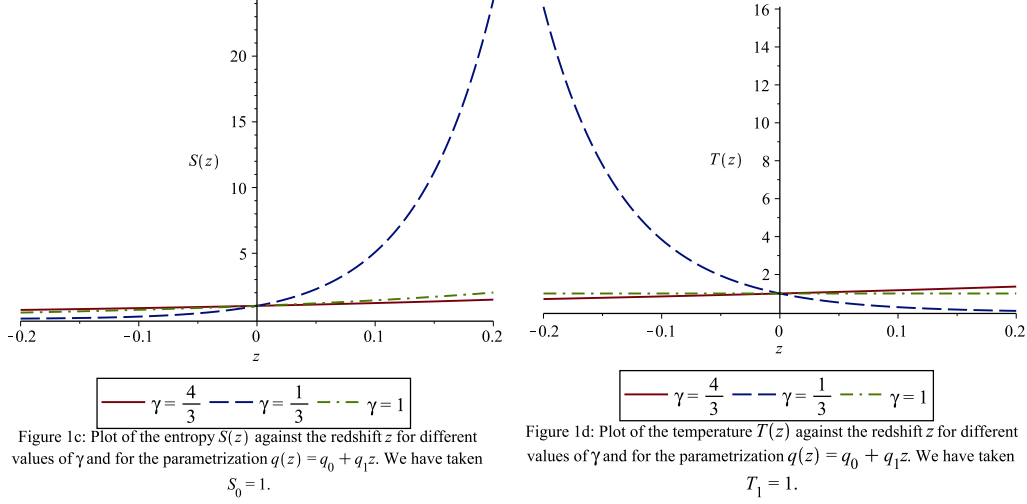 20
15
S(z)
10
5
−0.2 −0.1 0 0.1 0.2
z
γ = 4/3 γ = 1/3 γ = 1
Figure 1c: Plot of the entropy S(z) against the redshift z for different
values of γ and for the parametrization q(z) = q₀ + q₁z. We have taken
S₀ = 1.
16
14
12
10
T(z) 8
6
4
2
−0.2 −0.1 0 0.1 0.2
z
γ = 4/3 γ = 1/3 γ = 1
Figure 1d: Plot of the temperature T(z) against the redshift z for different
values of γ and for the parametrization q(z) = q₀ + q₁z. We have taken
T₁ = 1.